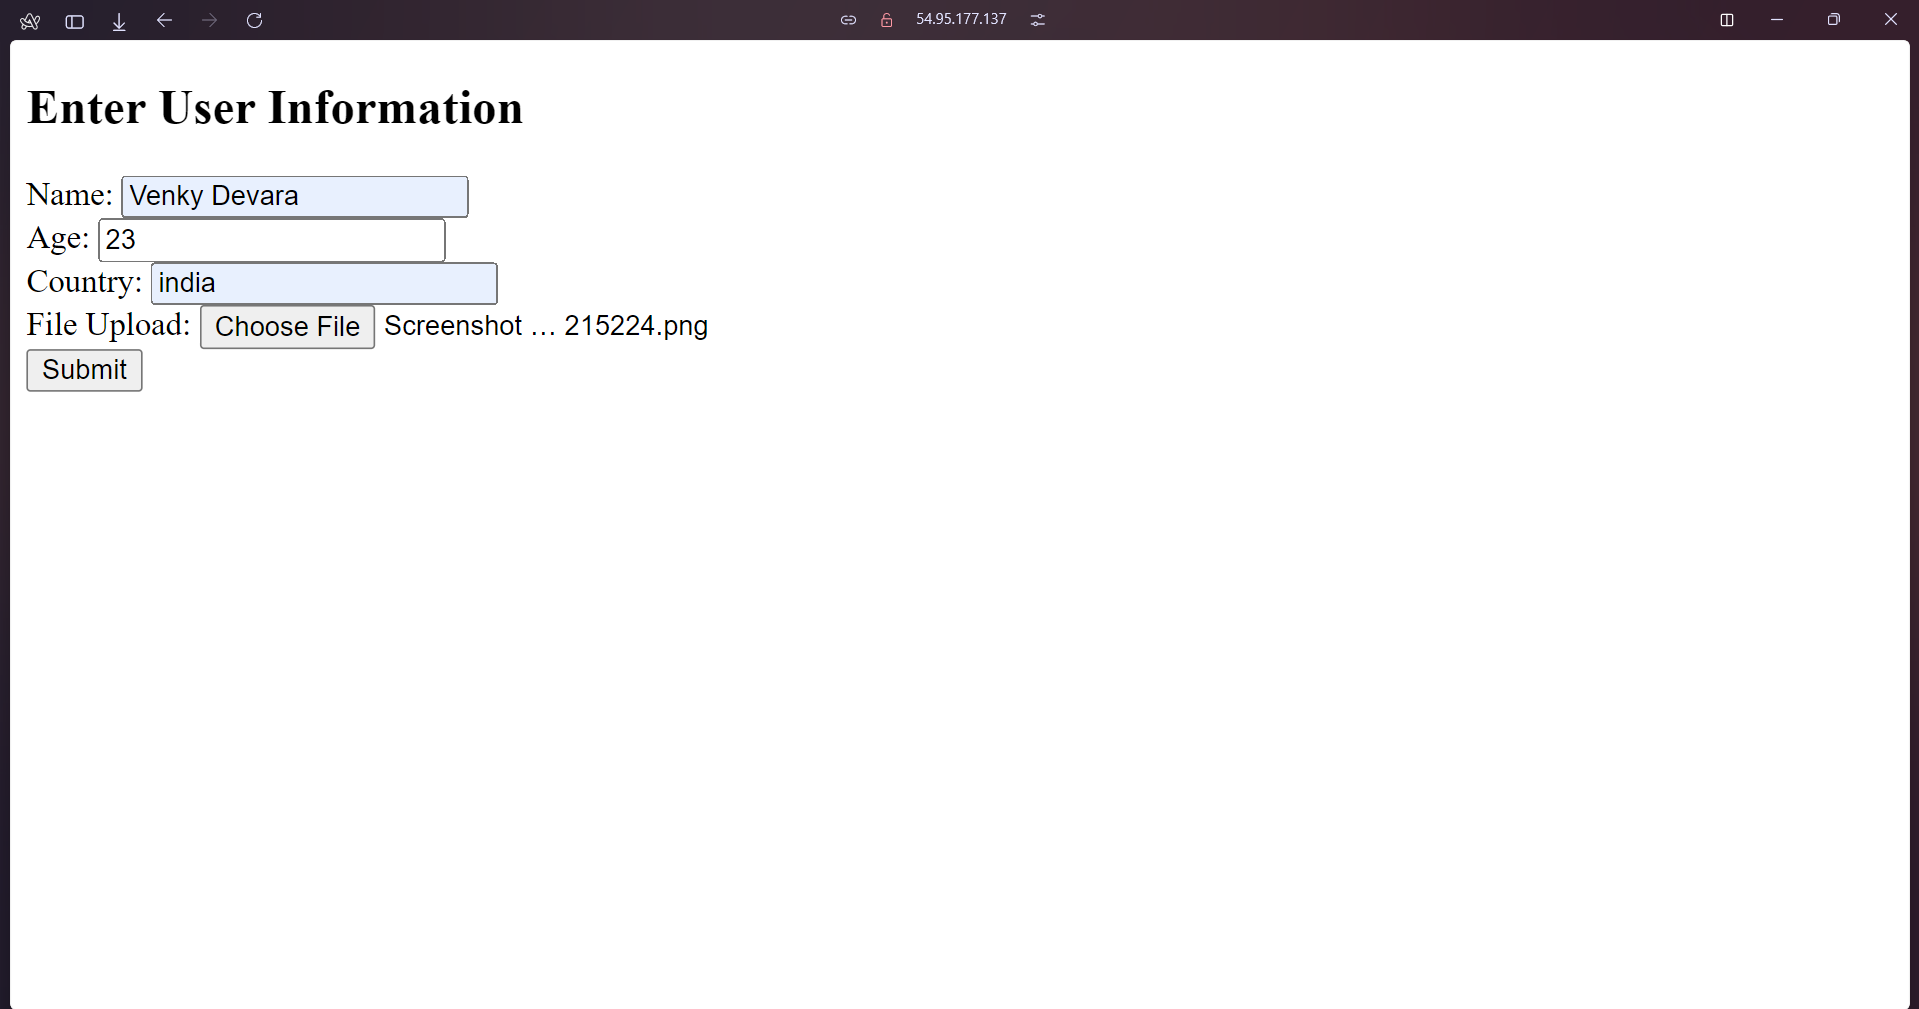 54.95.177.137
Enter User Information
Name: Venky Devara
Age: 23
Country: india
File Upload: Choose File Screenshot ... 215224.png
Submit